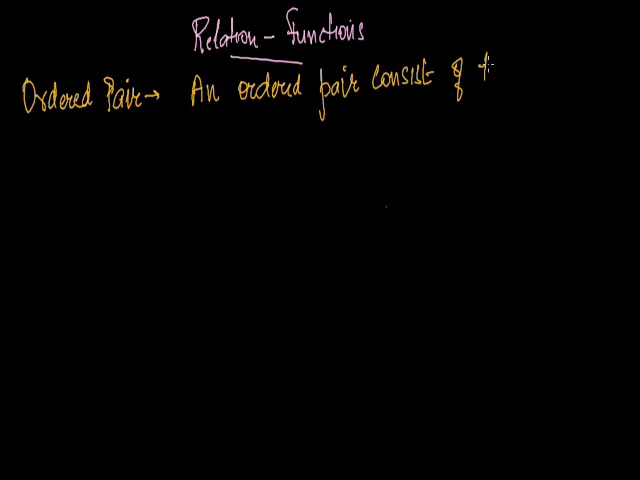 Relation - Functions
Ordered Pair → An ordered pair consist of t